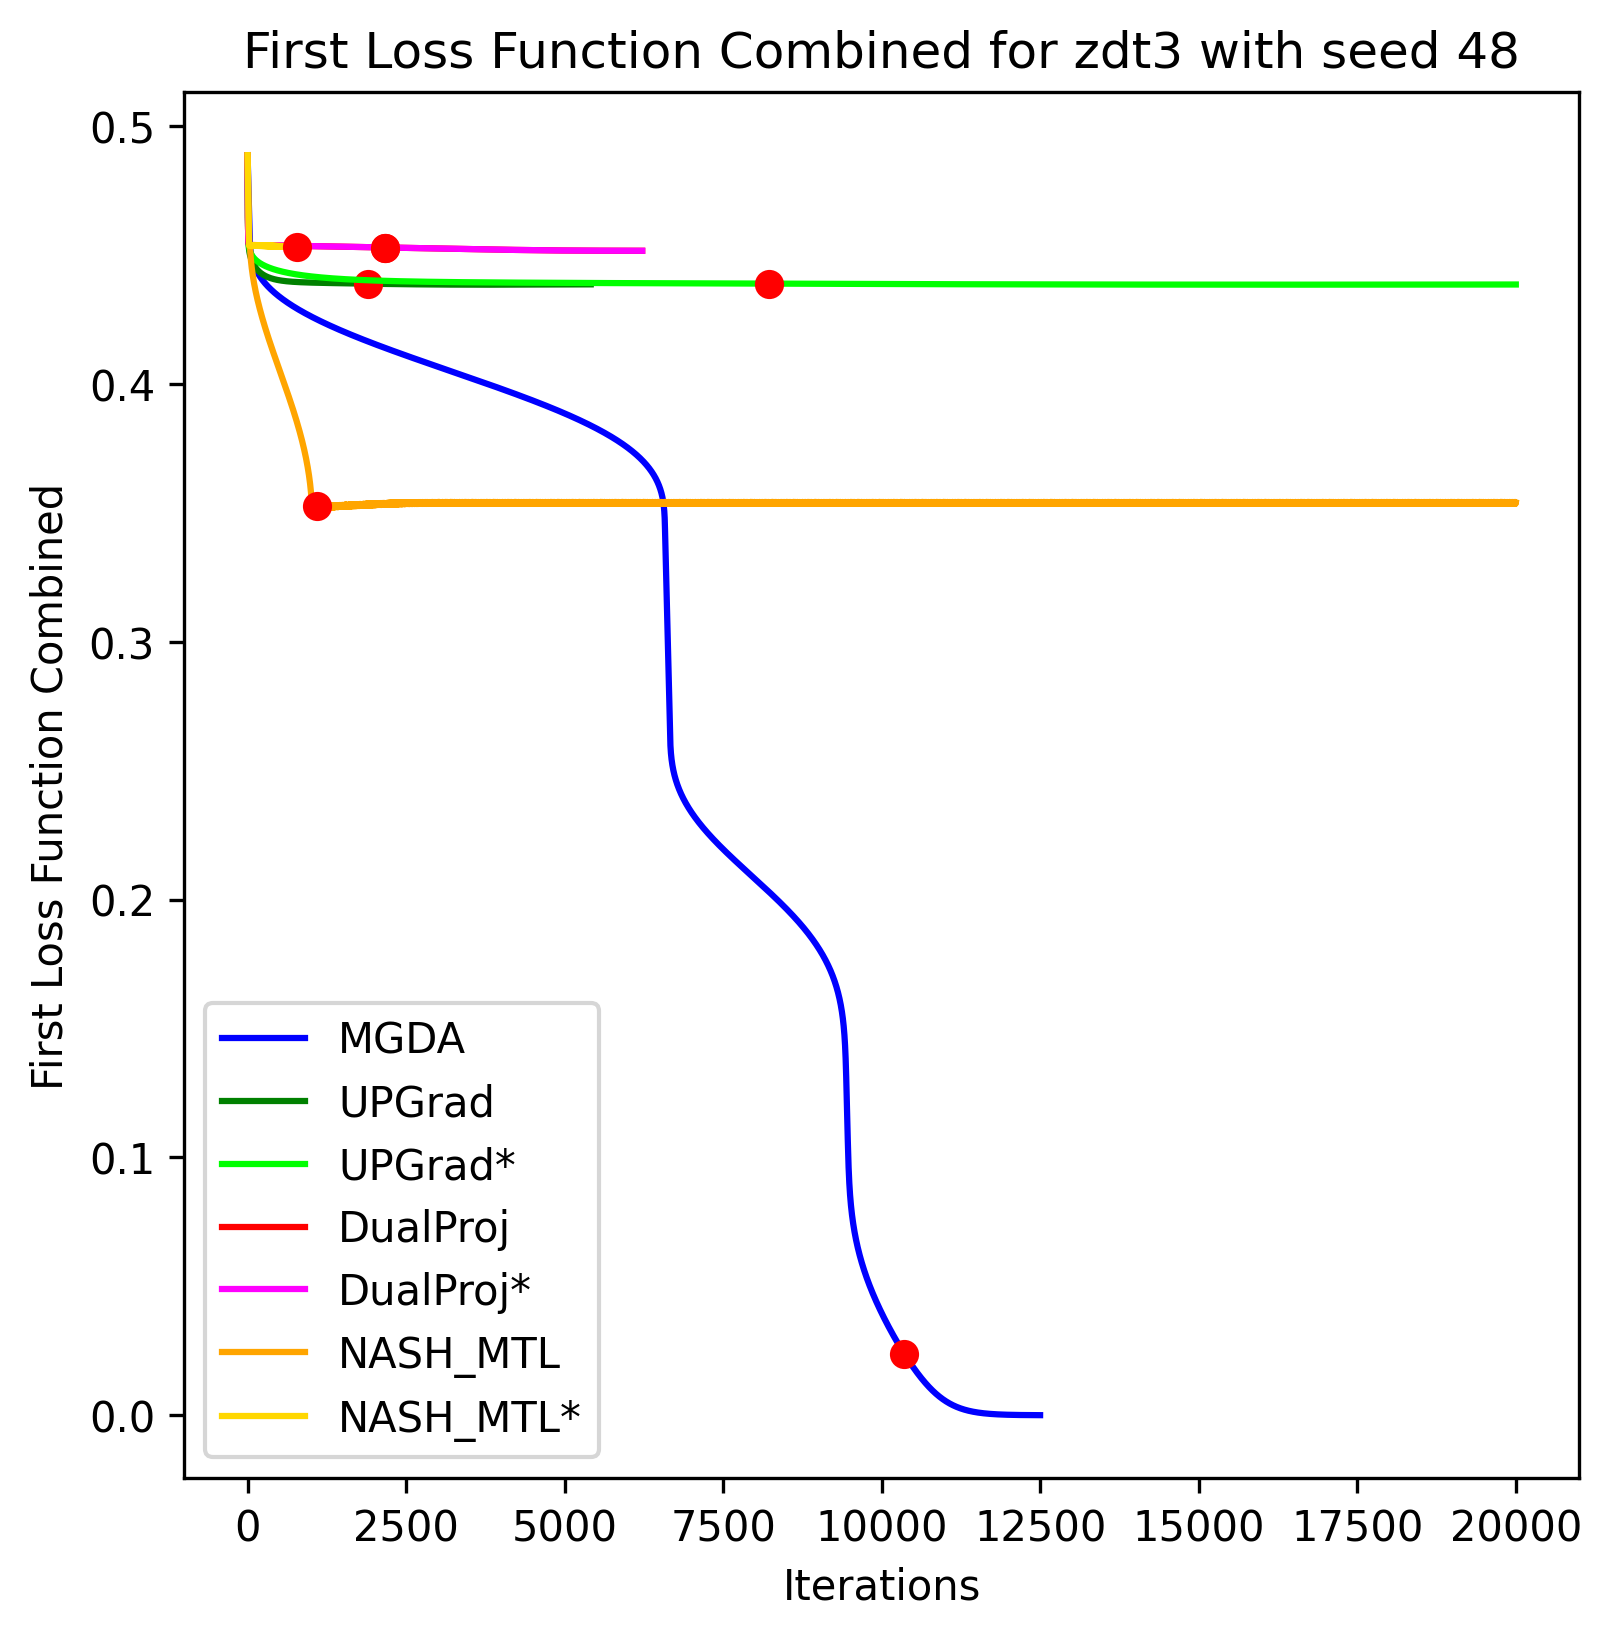 First Loss Function Combined for zdt3 with seed 48
First Loss Function Combined
0.5
0.4
0.3
0.2
0.1
0.0
MGDA
UPGrad
UPGrad*
DualProj
DualProj*
NASH_MTL
NASH_MTL*
0 2500 5000 7500 10000 12500 15000 17500 20000
Iterations